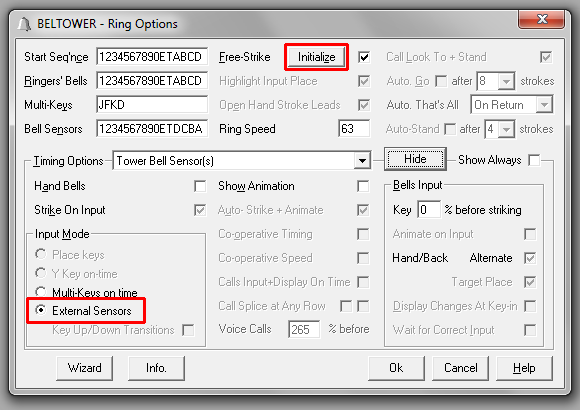 BELTOWER - Ring Options
Start Seq'nce 1234567890ETABCD Free-Strike Initialize Call Look To + Stand
Ringers' Bells 1234567890ETABCD Highlight Input Place Auto. Go after 8 strokes
Multi-Keys JFKD Open Hand Stroke Leads Auto. That's All On Return
Bell Sensors 1234567890ETDCBA Ring Speed 63 Auto-Stand after 4 strokes
Timing Options Tower Bell Sensor(s) Hide Show Always
Hand Bells Show Animation Bells Input
Strike On Input Auto- Strike + Animate Key 0 % before striking
Input Mode Co-operative Timing Animate on Input
Place keys Co-operative Speed Hand/Back Alternate
Y Key on-time Calls Input+Display On Time Target Place
Multi-Keys on time Call Splice at Any Row Display Changes At Key-in
External Sensors Voice Calls 265 % before Wait for Correct Input
Key Up/Down Transitions
Wizard Info. Ok Cancel Help